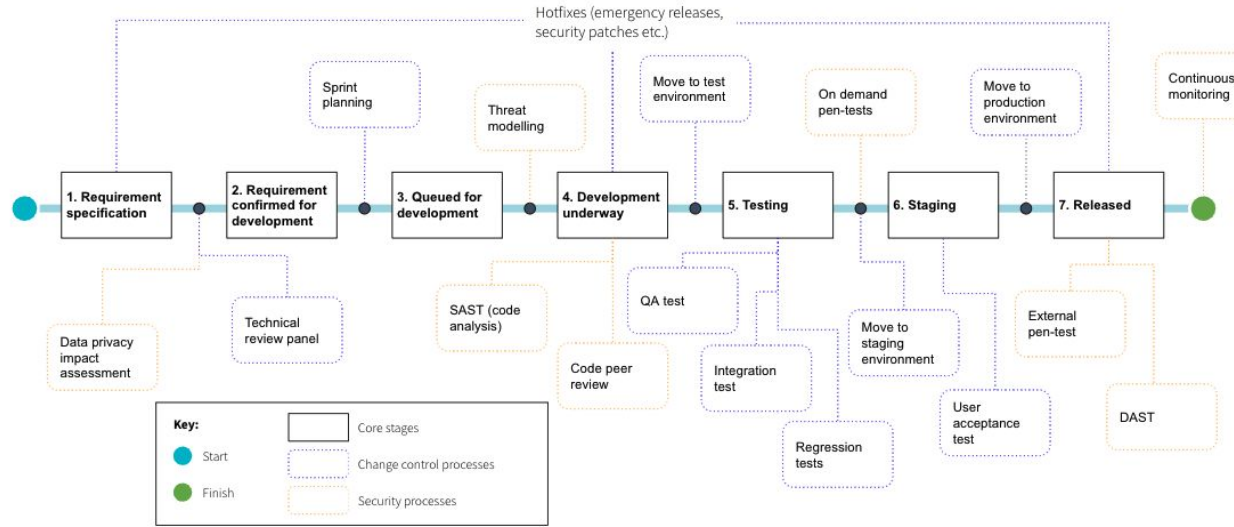 Hotfixes (emergency releases,
security patches etc.)
Sprint
planning
Threat
modelling
Move to test
environment
On demand
pen-tests
Move to
production
environment
Continuous
monitoring
1. Requirement
specification
2. Requirement
confirmed for
development
3. Queued for
development
4. Development
underway
5. Testing
6. Staging
7. Released
Data privacy
impact
assessment
Technical
review panel
SAST (code
analysis)
Code peer
review
QA test
Integration
test
Regression
tests
Move to
staging
environment
User
acceptance
test
External
pen-test
DAST
Key:
Start
Finish
Core stages
Change control processes
Security processes